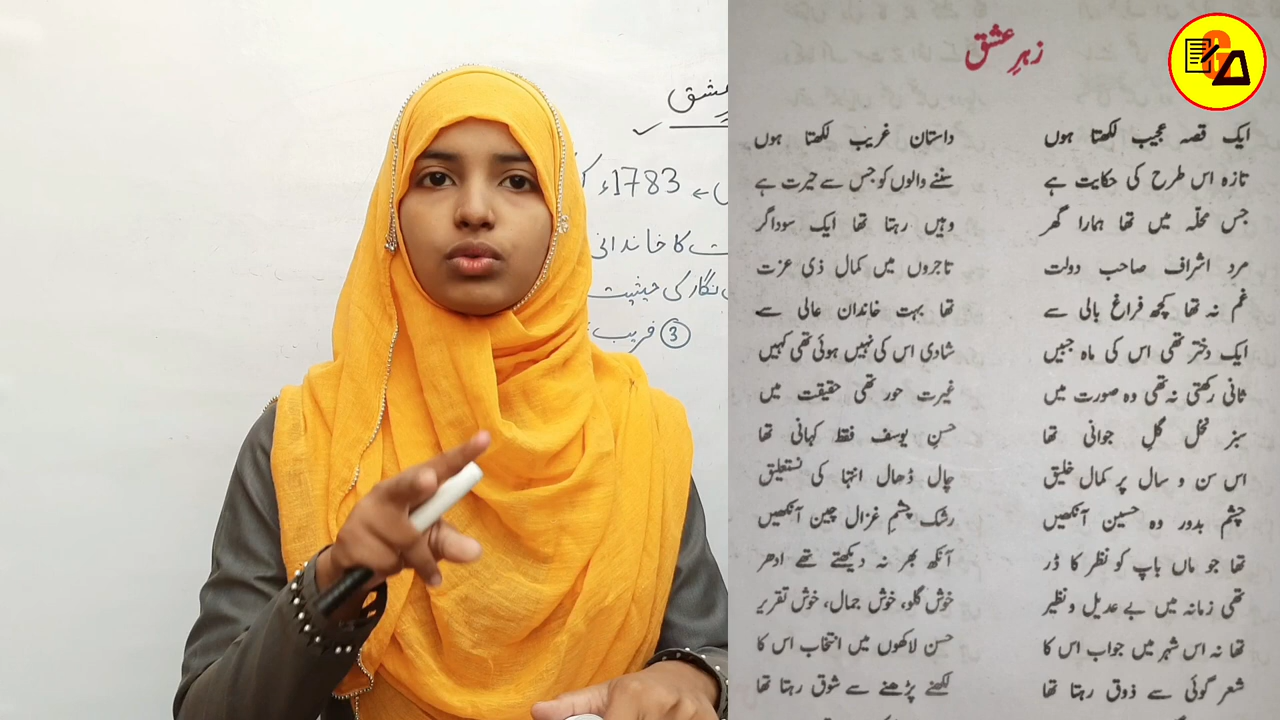 زہرِ عشق
ایک قصہ عجیب لکھتا ہوں داستان غریب لکھتا ہوں
تازہ اس طرح کی حکایت ہے سننے والوں کو جس سے حیرت ہے
جس محلّہ میں تھا ہمارا گھر وہیں رہتا تھا ایک سوداگر
مرد اشراف صاحب دولت تاجروں میں کمال ذی عزت
غم نہ تھا کچھ فراغ بالی سے تھا بہت خاندان عالی سے
ایک دختر تھی اس کی ماہ جبیں شادی اس کی نہیں ہوئی تھی کہیں
ثانی رکھتی نہ تھی وہ صورت میں غیرت حور تھی حقیقت میں
سبز نخل گلِ جوانی تھا حسنِ یوسف فقط کہانی تھا
اس سن و سال پر کمال خلیق چال ڈھال انتہا کی نستعلیق
چشم بدور وہ حسین آنکھیں رشک چشمِ غزال چین آنکھیں
تھا جو ماں باپ کو نظر کا ڈر آنکھ بھر نہ دیکھتے تھے ادھر
تھی زمانہ میں بے عدیل و نظیر خوش گلو، خوش جمال، خوش تقریر
تھا نہ اس شہر میں جواب اس کا حسن لاکھوں میں انتخاب اس کا
شعر گوئی سے ذوق رہتا تھا لکھنے پڑھنے سے شوق رہتا تھا
عشق
1783ء
کا خاندانی
نگار کی حیثیت
③ فریب